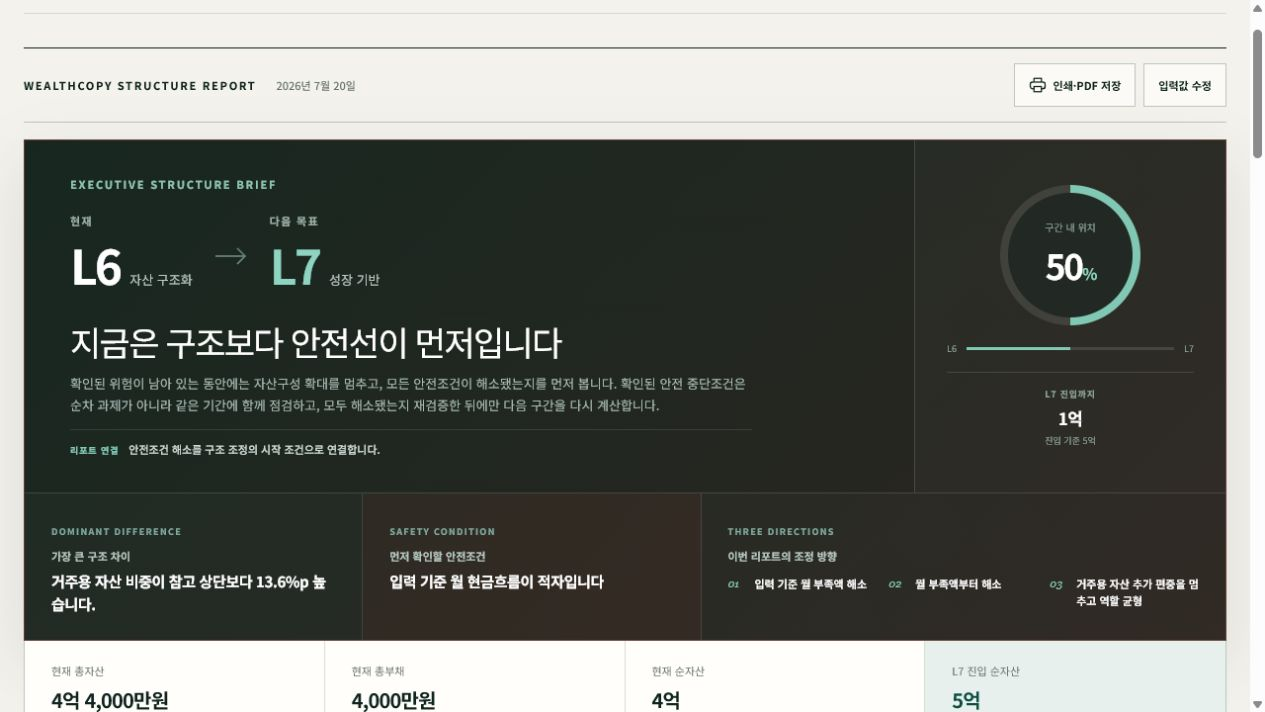 WEALTHCOPY STRUCTURE REPORT 2026년 7월 20일
인쇄·PDF 저장
입력값 수정
EXECUTIVE STRUCTURE BRIEF
현재
다음 목표
L6 자산 구조화
→
L7 성장 기반
지금은 구조보다 안전선이 먼저입니다
확인된 위험이 남아 있는 동안에는 자산구성 확대를 멈추고, 모든 안전조건이 해소됐는지를 먼저 봅니다. 확인된 안전 중단조건은
순차 과제가 아니라 같은 기간에 함께 점검하고, 모두 해소됐는지 재검증한 뒤에만 다음 구간을 다시 계산합니다.
리포트 연결 안전조건 해소를 구조 조정의 시작 조건으로 연결합니다.
구간 내 위치
50%
L6
L7
L7 진입까지
1억
진입 기준 5억
DOMINANT DIFFERENCE
가장 큰 구조 차이
거주용 자산 비중이 참고 상단보다 13.6%p 높
습니다.
SAFETY CONDITION
먼저 확인할 안전조건
입력 기준 월 현금흐름이 적자입니다
THREE DIRECTIONS
이번 리포트의 조정 방향
01 입력 기준 월 부족액 해소
02 월 부족액부터 해소
03 거주용 자산 추가 편중을 멈
추고 역할 균형
현재 총자산
4억 4,000만원
현재 총부채
4,000만원
현재 순자산
4억
L7 진입 순자산
5억